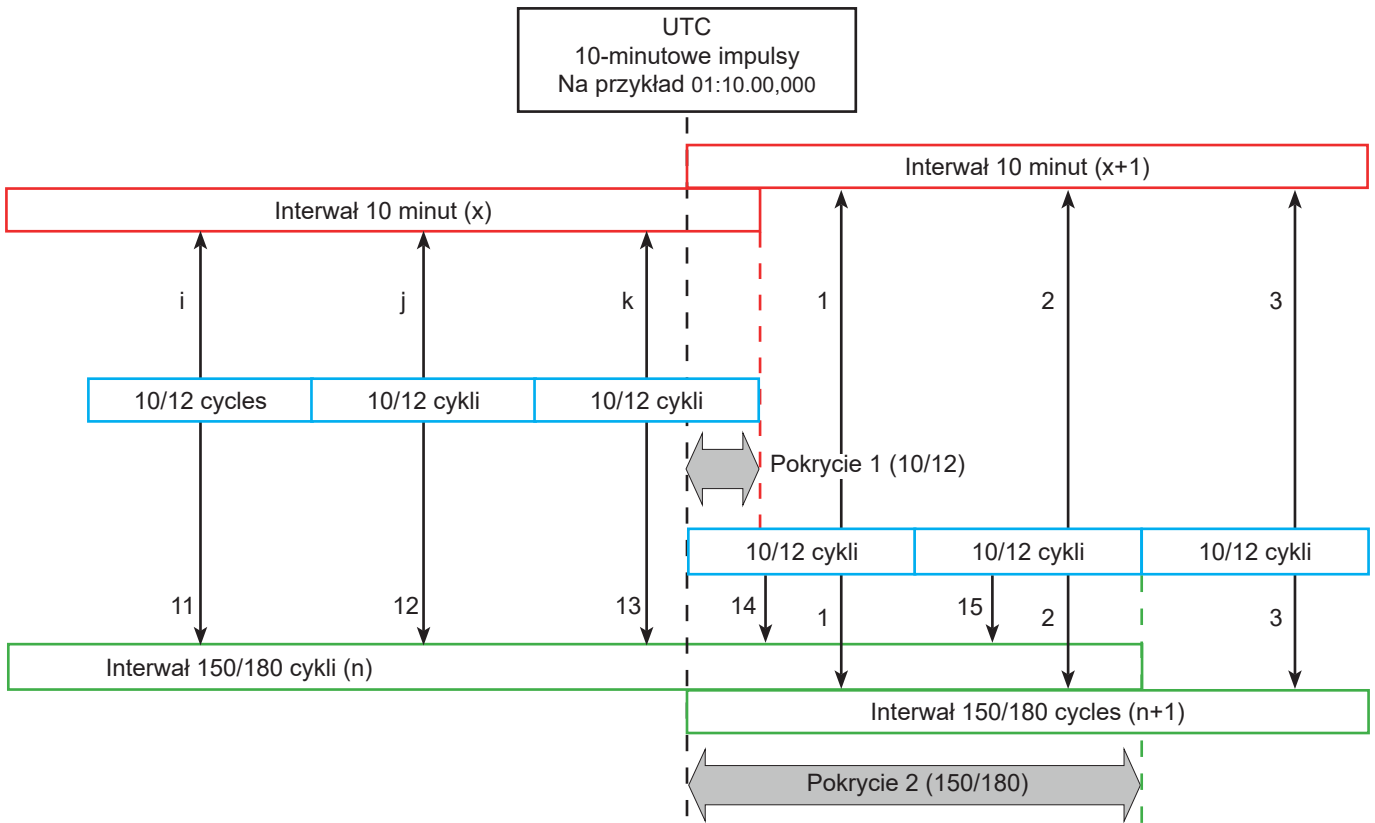 UTC
10-minutowe impulsy
Na przykład 01:10.00,000
Interwał 10 minut (x+1)
Interwał 10 minut (x)
i
j
k
1
2
3
10/12 cycles
10/12 cykli
10/12 cykli
Pokrycie 1 (10/12)
10/12 cykli
10/12 cykli
10/12 cykli
11
12
13
14
1
15
2
3
Interwał 150/180 cykli (n)
Interwał 150/180 cycles (n+1)
Pokrycie 2 (150/180)